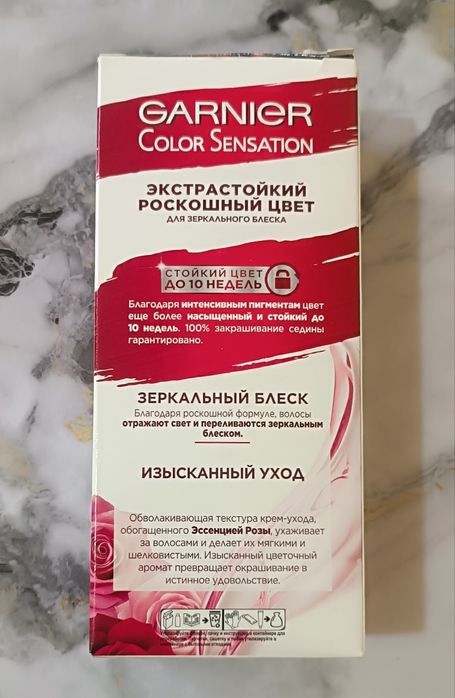 GARNIER
COLOR SENSATION
ЭКСТРАСТОЙКИЙ
РОСКОШНЫЙ ЦВЕТ
ДЛЯ ЗЕРКАЛЬНОГО БЛЕСКА
СТОЙКИЙ ЦВЕТ
ДО 10 НЕДЕЛЬ
Благодаря интенсивным пигментам цвет
еще более насыщенный и стойкий до
10 недель. 100% закрашивание седины
гарантировано.
ЗЕРКАЛЬНЫЙ БЛЕСК
Благодаря роскошной формуле, волосы
отражают свет и переливаются зеркальным
блеском.
ИЗЫСКАННЫЙ УХОД
Обволакивающая текстура крем-ухода,
обогащенного Эссенцией Розы, ухаживает
за волосами и делает их мягкими и
шелковистыми. Изысканный цветочный
аромат превращает окрашивание в
истинное удовольствие.